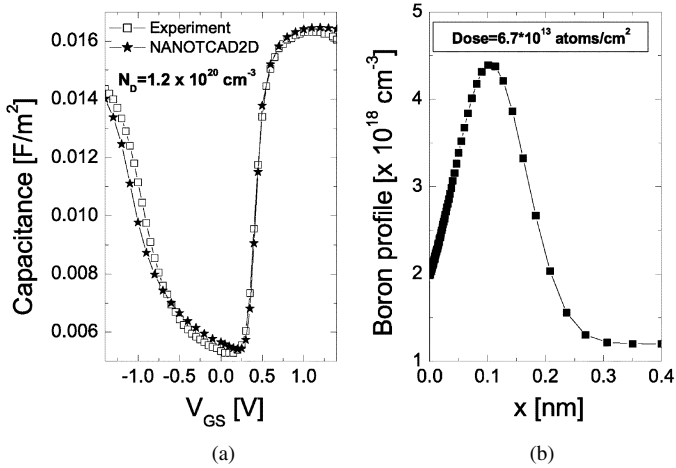 Experiment
NANOTCAD2D
N_D=1.2 x 10^20 cm^-3
Capacitance [F/m^2]
0.016
0.014
0.012
0.010
0.008
0.006
-1.0 -0.5 0.0 0.5 1.0
V_GS [V]
(a)
Dose=6.7*10^13 atoms/cm^2
Boron profile [x 10^18 cm^-3]
5
4
3
2
1
0.0 0.1 0.2 0.3 0.4
x [nm]
(b)